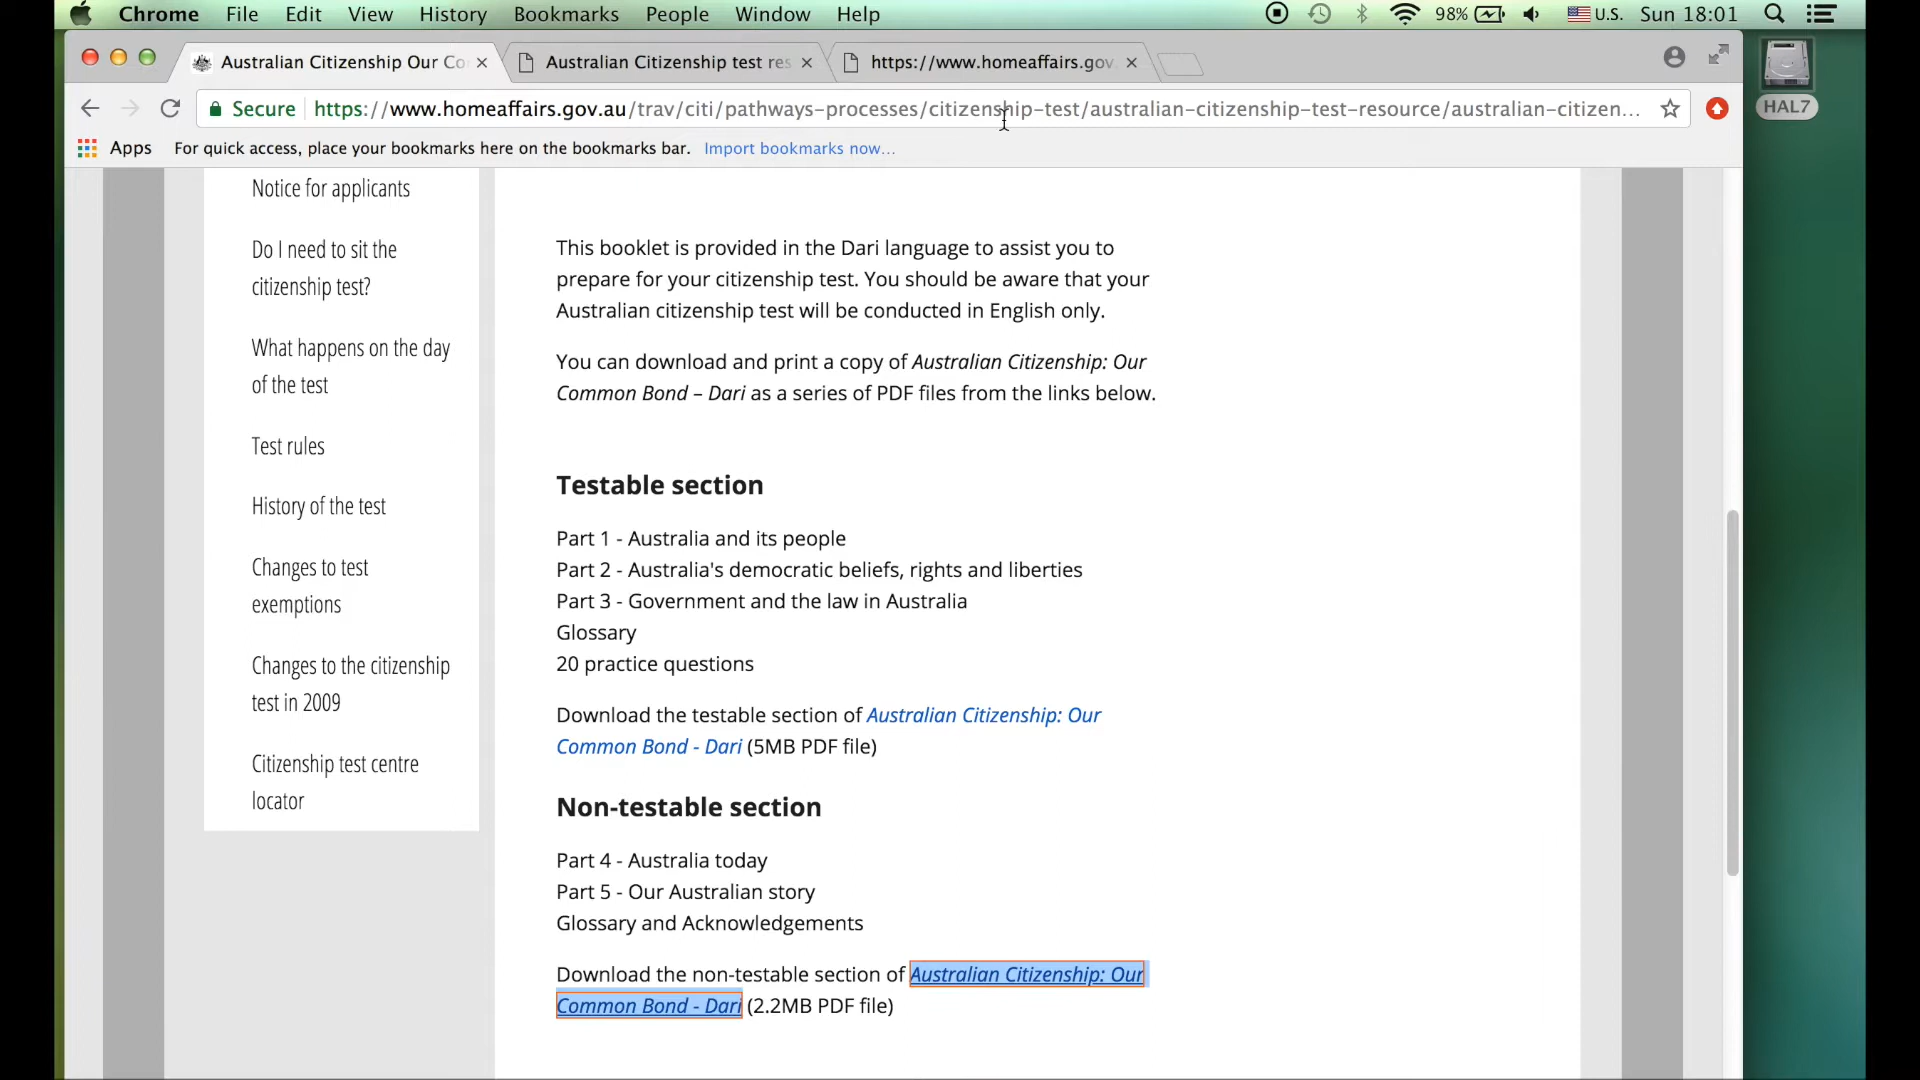 Chrome File Edit View History Bookmarks People Window Help 98% U.S. Sun 18:01
Australian Citizenship Our Co Australian Citizenship test res https://www.homeaffairs.gov.
Secure https://www.homeaffairs.gov.au/trav/citi/pathways-processes/citizenship-test/australian-citizenship-test-resource/australian-citizen...
HAL7
Apps For quick access, place your bookmarks here on the bookmarks bar. Import bookmarks now...
Notice for applicants
Do I need to sit the
citizenship test?
What happens on the day
of the test
Test rules
History of the test
Changes to test
exemptions
Changes to the citizenship
test in 2009
Citizenship test centre
locator
This booklet is provided in the Dari language to assist you to
prepare for your citizenship test. You should be aware that your
Australian citizenship test will be conducted in English only.
You can download and print a copy of Australian Citizenship: Our
Common Bond – Dari as a series of PDF files from the links below.
Testable section
Part 1 - Australia and its people
Part 2 - Australia's democratic beliefs, rights and liberties
Part 3 - Government and the law in Australia
Glossary
20 practice questions
Download the testable section of Australian Citizenship: Our
Common Bond - Dari (5MB PDF file)
Non-testable section
Part 4 - Australia today
Part 5 - Our Australian story
Glossary and Acknowledgements
Download the non-testable section of Australian Citizenship: Our
Common Bond - Dari (2.2MB PDF file)